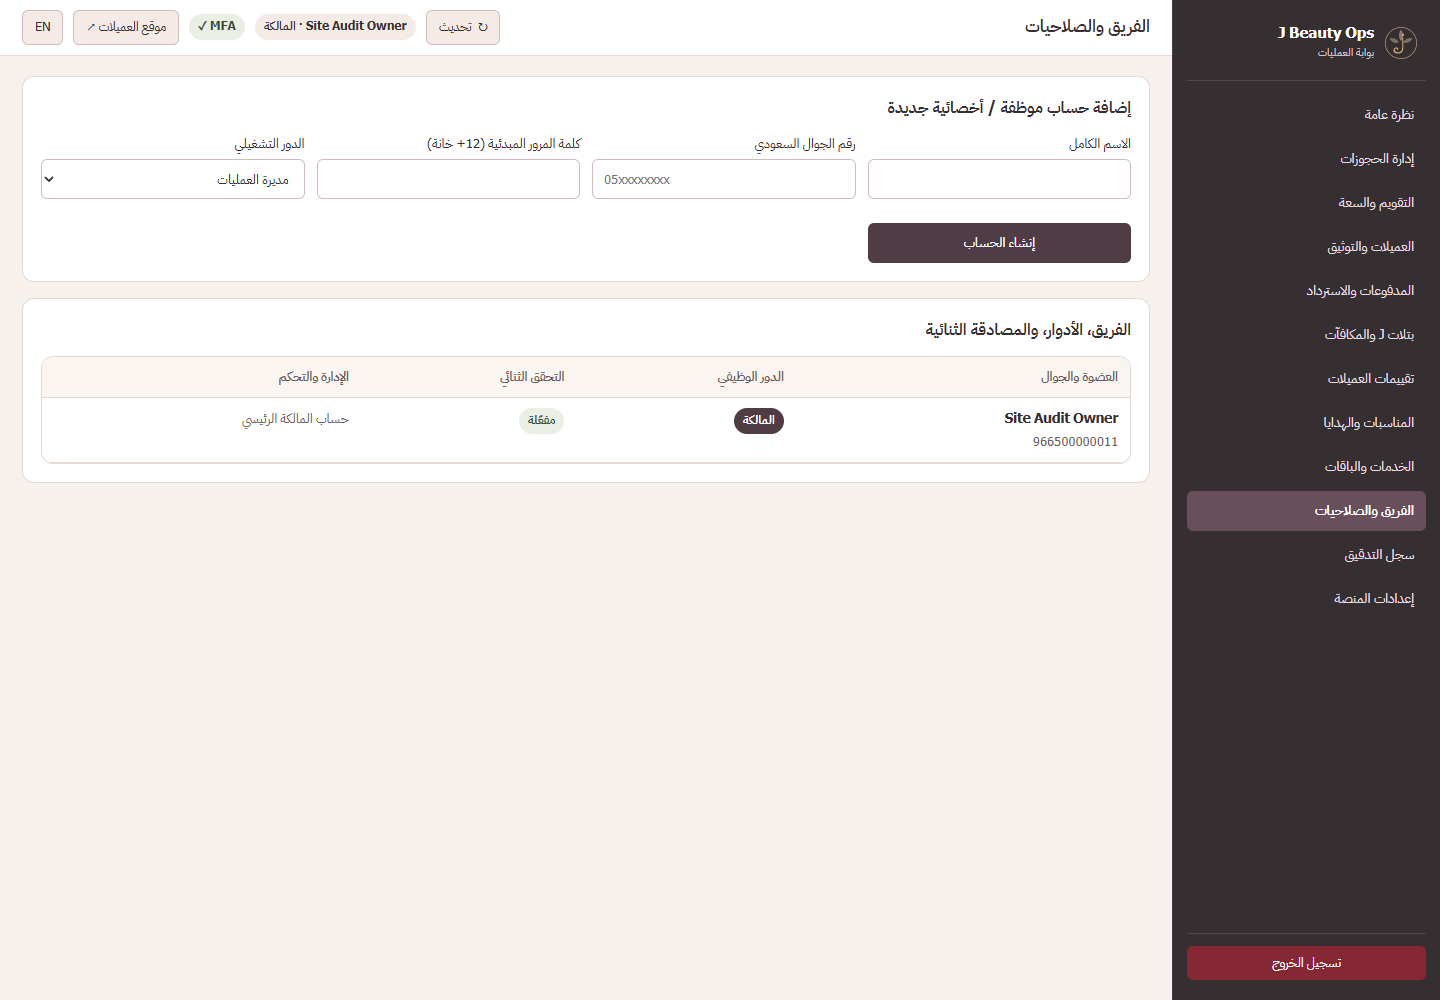 J Beauty Ops
بوابة العمليات
نظرة عامة
إدارة الحجوزات
التقويم والسعة
العميلات والتوثيق
المدفوعات والاسترداد
بتلات J والمكافآت
تقييمات العميلات
المناسبات والهدايا
الخدمات والباقات
الفريق والصلاحيات
سجل التدقيق
إعدادات المنصة
تسجيل الخروج
الفريق والصلاحيات
↻ تحديث
Site Audit Owner · المالكة
MFA ✓
موقع العميلات ↗
EN
إضافة حساب موظفة / أخصائية جديدة
الاسم الكامل
رقم الجوال السعودي
كلمة المرور المبدئية (12+ خانة)
الدور التشغيلي
05xxxxxxxx
مديرة العمليات
إنشاء الحساب
الفريق، الأدوار، والمصادقة الثنائية
العضوة والجوال
الدور الوظيفي
التحقق الثنائي
الإدارة والتحكم
Site Audit Owner
966500000011
المالكة
مفعّلة
حساب المالكة الرئيسي